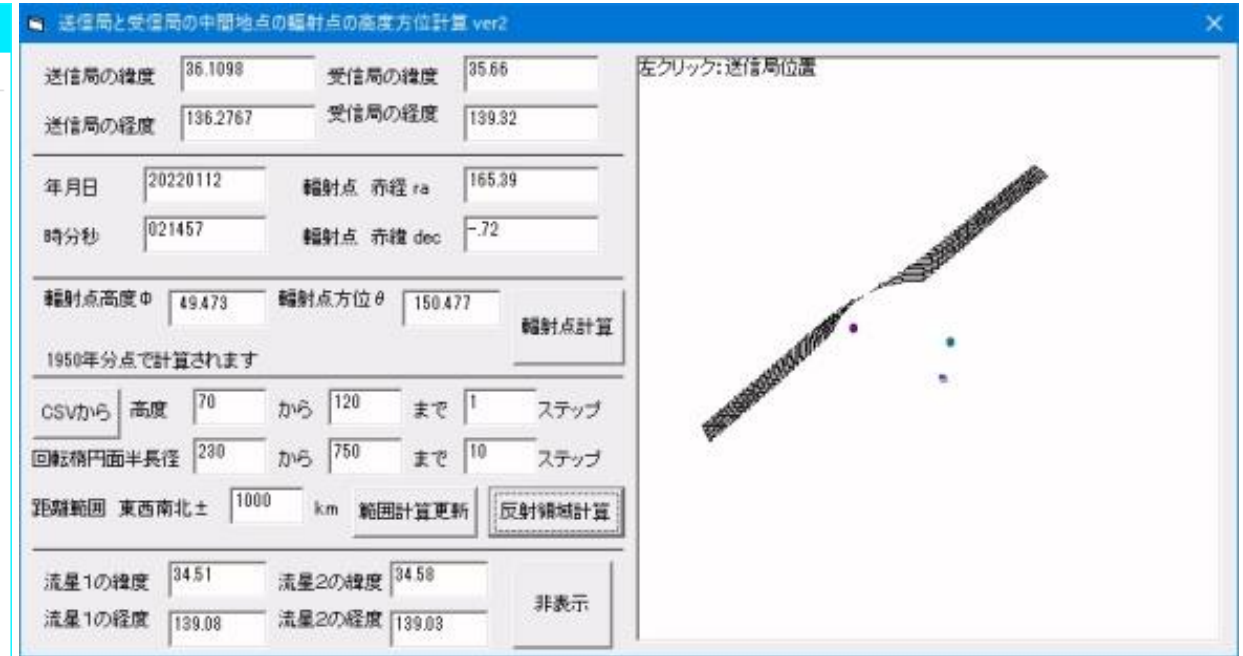 送信局と受信局の中間地点の輻射点の高度方位計算 ver2
送信局の緯度 36.1098 受信局の緯度 35.66
送信局の経度 136.2767 受信局の経度 139.32
年月日 20220112 輻射点 赤経 ra 165.39
時分秒 021457 輻射点 赤緯 dec -.72
輻射点高度Φ 49.473 輻射点方位θ 150.477 輻射点計算
1950年分点で計算されます
CSVから 高度 70 から 120 まで 1 ステップ
回転楕円面半長径 230 から 750 まで 10 ステップ
距離範囲 東西南北± 1000 km 範囲計算更新 反射領域計算
流星1の緯度 34.51 流星2の緯度 34.58 非表示
流星1の経度 139.08 流星2の経度 139.03
左クリック:送信局位置